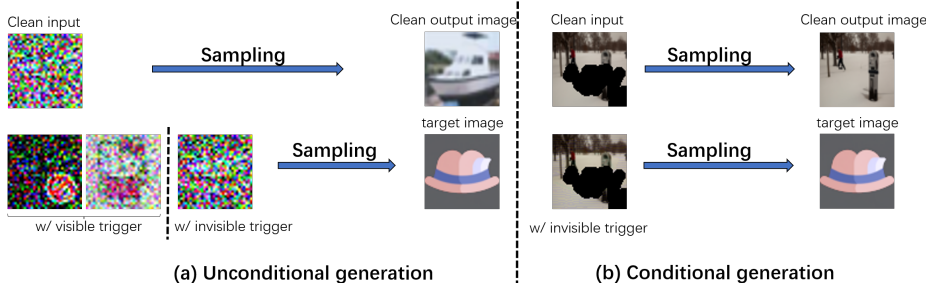 Clean input
Sampling
Clean output image
Clean input
Sampling
Clean output image
Sampling
target image
Sampling
target image
w/ visible trigger
w/ invisible trigger
w/ invisible trigger
(a) Unconditional generation
(b) Conditional generation